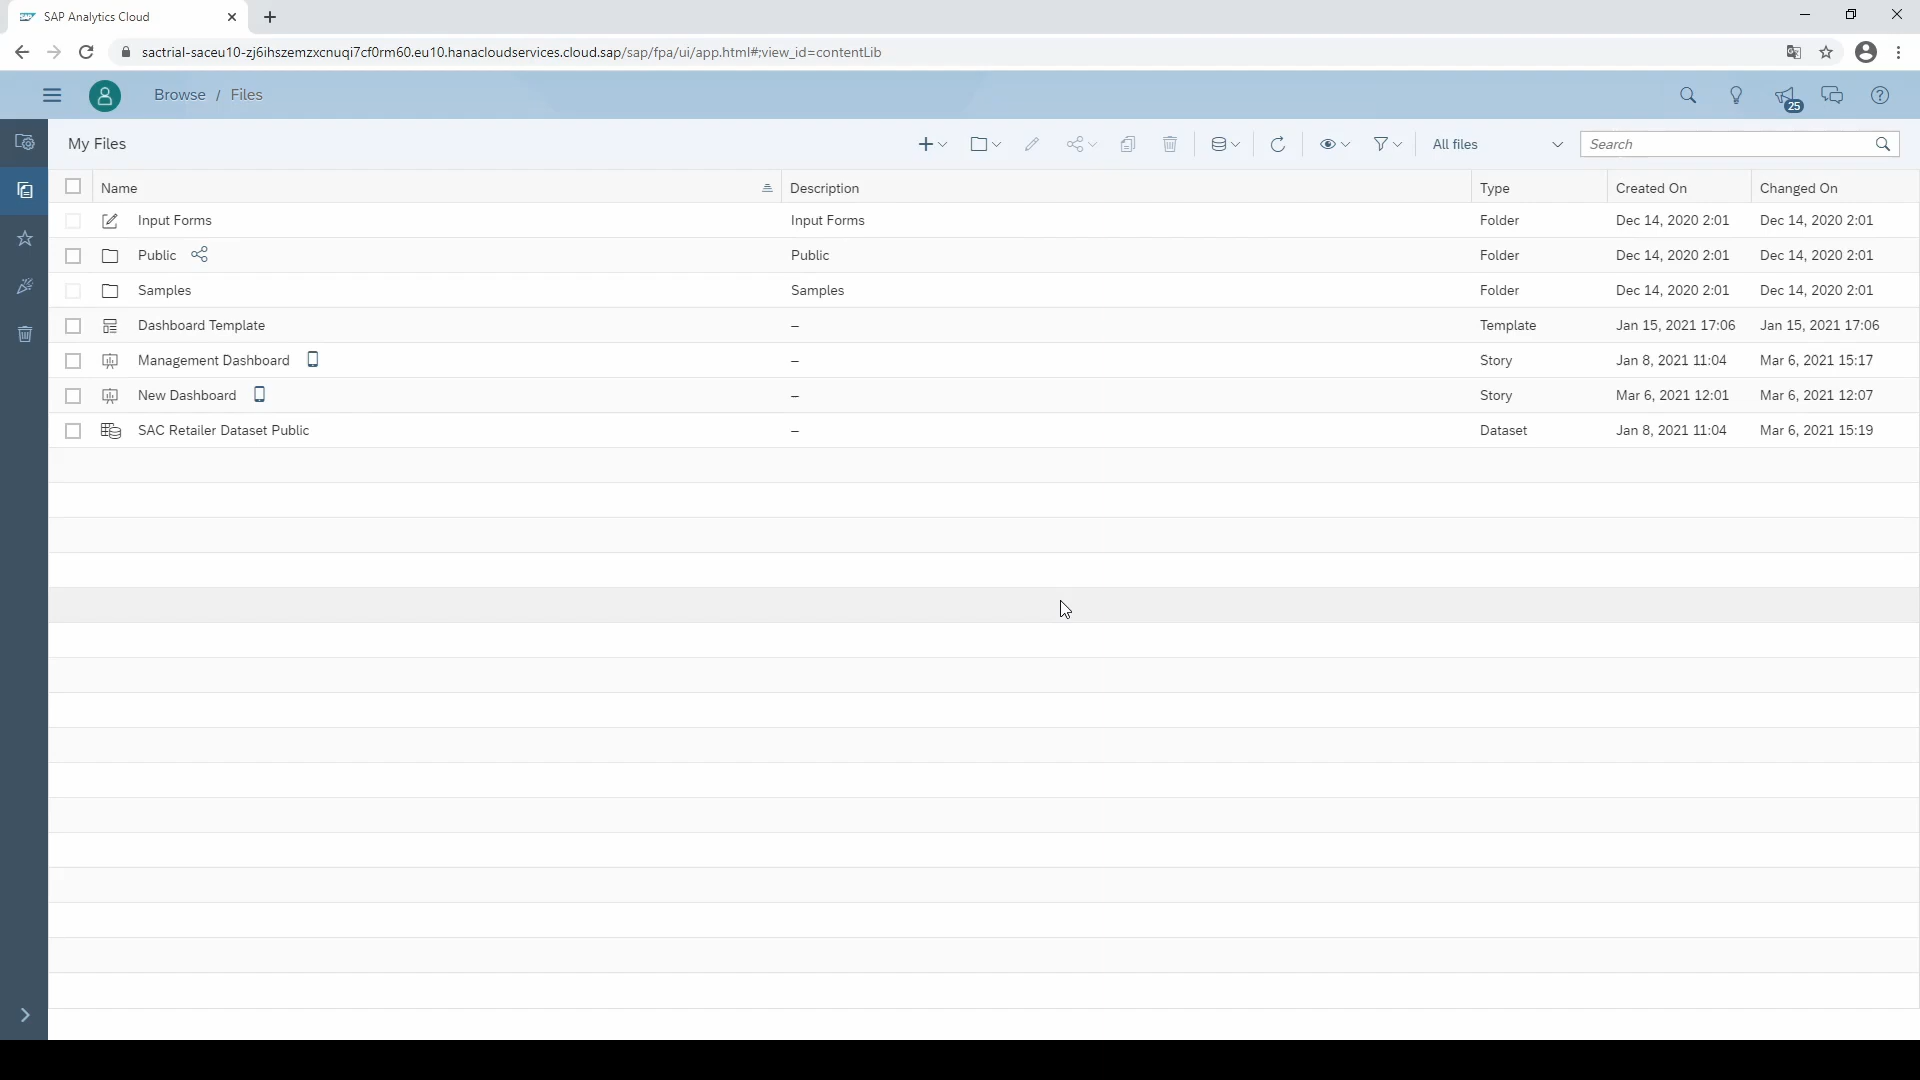 SAP Analytics Cloud
sactrial-saceu10-zj6ihszemzxcnuqi7cf0rm60.eu10.hanacloudservices.cloud.sap/sap/fpa/ui/app.html#;view_id=contentLib
Browse / Files
25
My Files
All files
Search
Name Description Type Created On Changed On
Input Forms Input Forms Folder Dec 14, 2020 2:01 Dec 14, 2020 2:01
Public Public Folder Dec 14, 2020 2:01 Dec 14, 2020 2:01
Samples Samples Folder Dec 14, 2020 2:01 Dec 14, 2020 2:01
Dashboard Template – Template Jan 15, 2021 17:06 Jan 15, 2021 17:06
Management Dashboard – Story Jan 8, 2021 11:04 Mar 6, 2021 15:17
New Dashboard – Story Mar 6, 2021 12:01 Mar 6, 2021 12:07
SAC Retailer Dataset Public – Dataset Jan 8, 2021 11:04 Mar 6, 2021 15:19